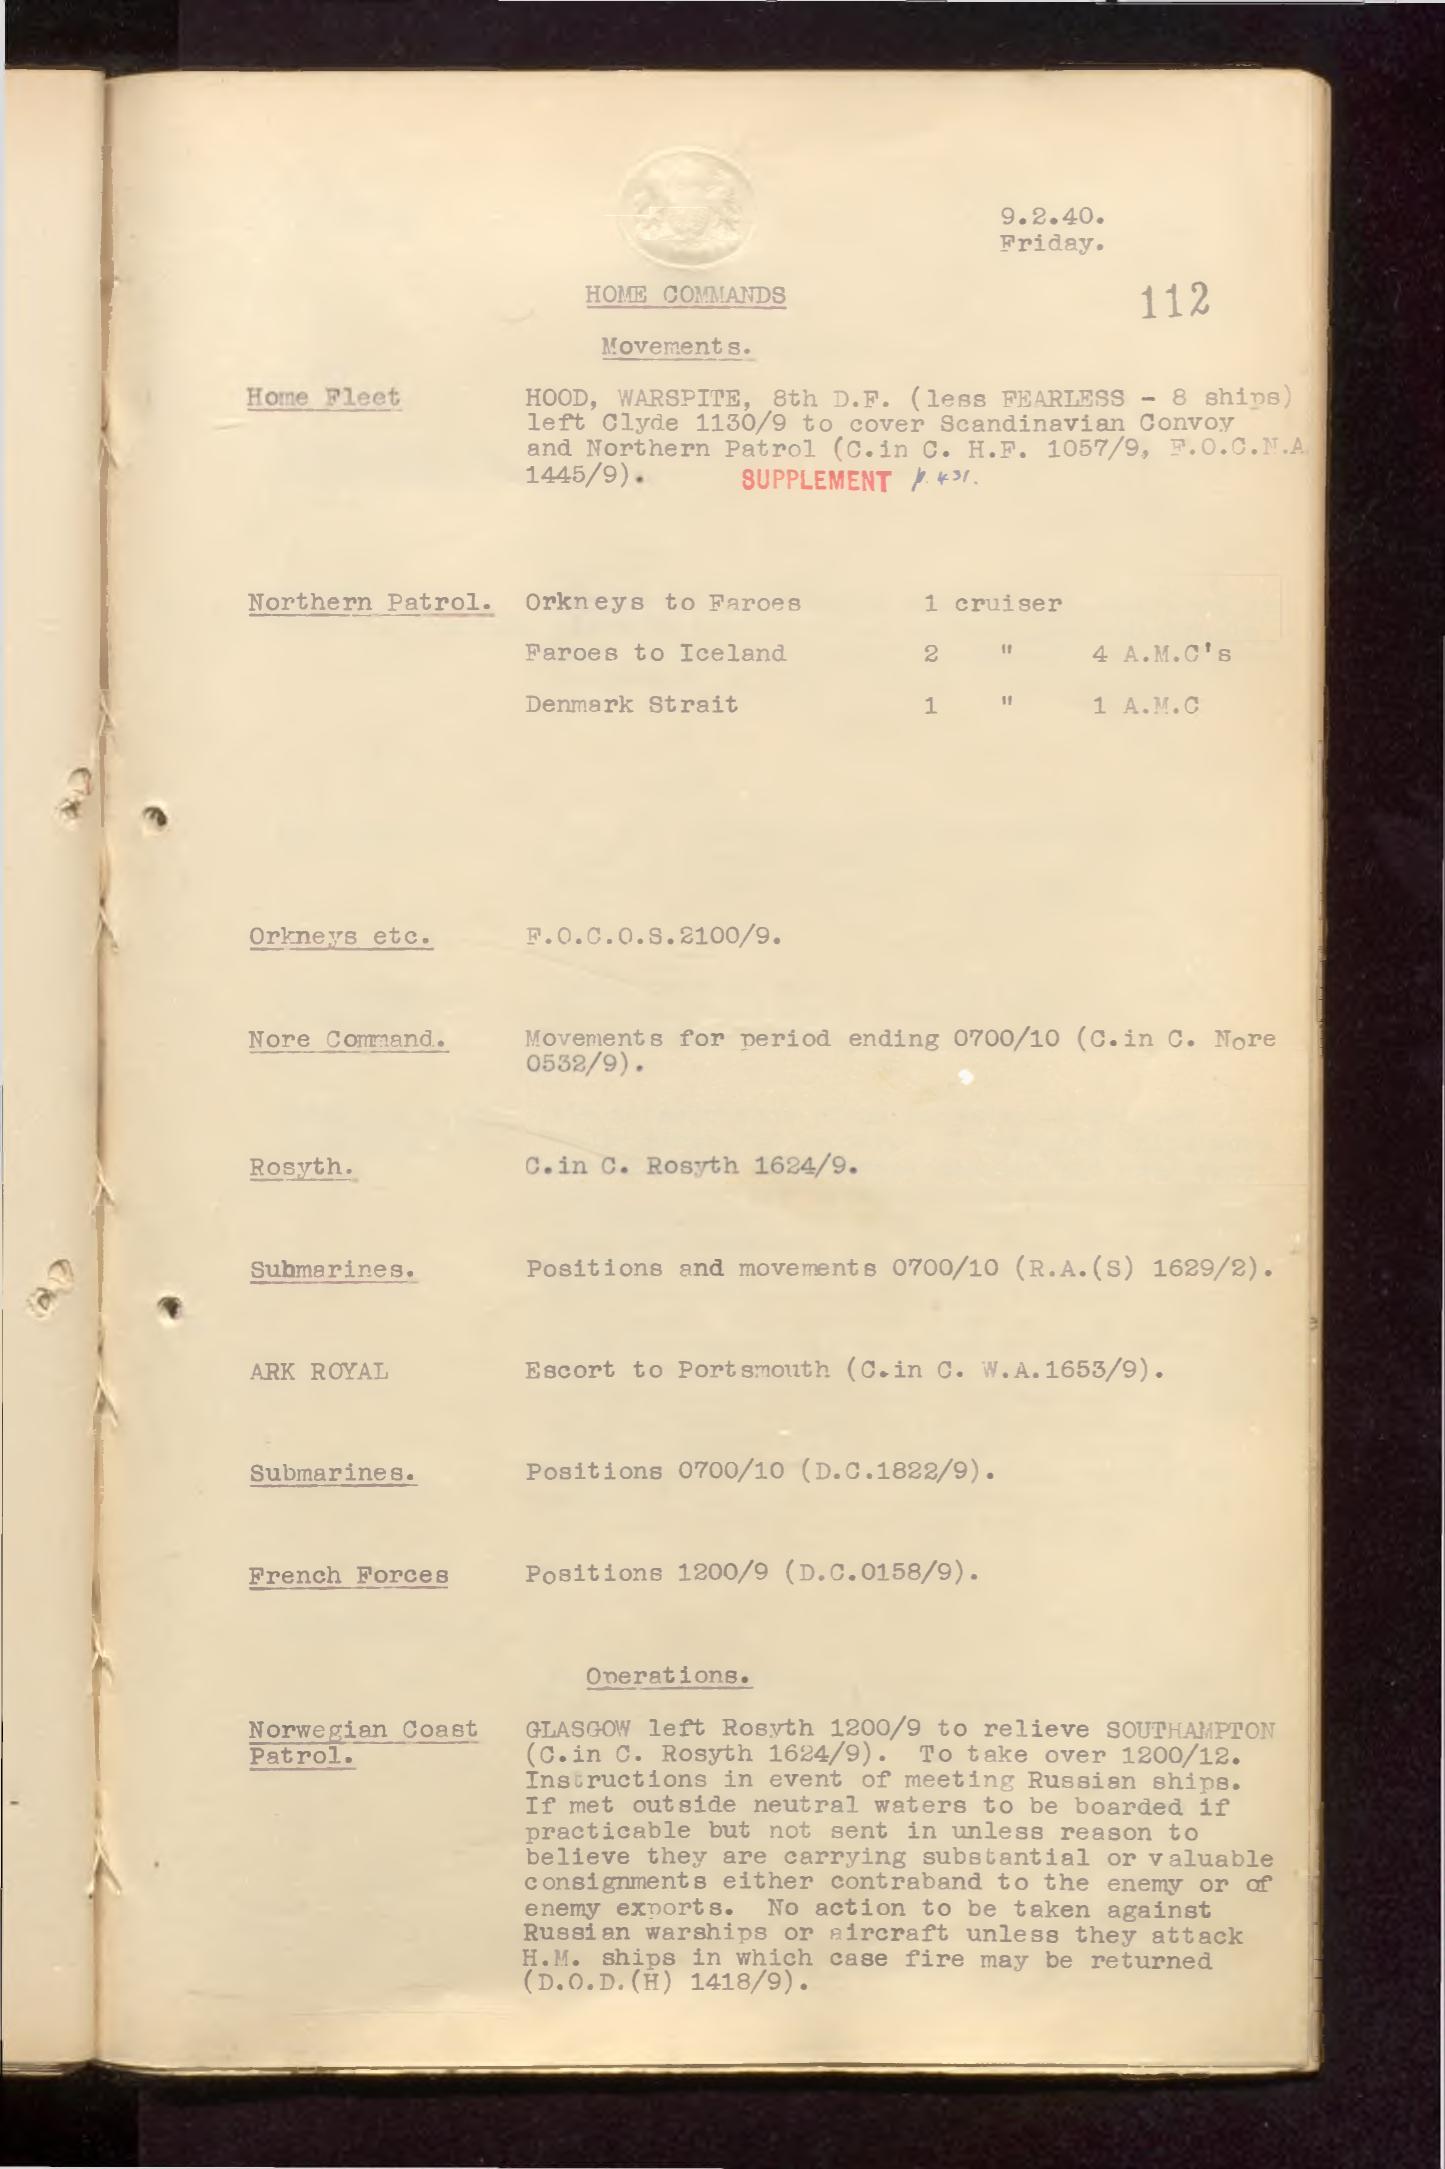 9.2.40.
Friday.
HOME COMMANDS
112
Movements.
Home Fleet HOOD, WARSPITE, 8th D.F. (less FEARLESS - 8 ships)
left Clyde 1130/9 to cover Scandinavian Convoy
and Northern Patrol (C.in C. H.F. 1057/9, F.O.C.N.A
1445/9). SUPPLEMENT p. 431.
Northern Patrol. Orkneys to Faroes 1 cruiser
Faroes to Iceland 2 " 4 A.M.C's
Denmark Strait 1 " 1 A.M.C
Orkneys etc. F.O.C.O.S.2100/9.
Nore Command. Movements for period ending 0700/10 (C.in C. Nore
0532/9).
Rosyth. C.in C. Rosyth 1624/9.
Submarines. Positions and movements 0700/10 (R.A.(S) 1629/2).
ARK ROYAL Escort to Portsmouth (C.in C. W.A.1653/9).
Submarines. Positions 0700/10 (D.C.1822/9).
French Forces Positions 1200/9 (D.C.0158/9).
Operations.
Norwegian Coast GLASGOW left Rosyth 1200/9 to relieve SOUTHAMPTON
Patrol. (C.in C. Rosyth 1624/9). To take over 1200/12.
Instructions in event of meeting Russian ships.
If met outside neutral waters to be boarded if
practicable but not sent in unless reason to
believe they are carrying substantial or valuable
consignments either contraband to the enemy or of
enemy exports. No action to be taken against
Russian warships or aircraft unless they attack
H.M. ships in which case fire may be returned
(D.O.D.(H) 1418/9).